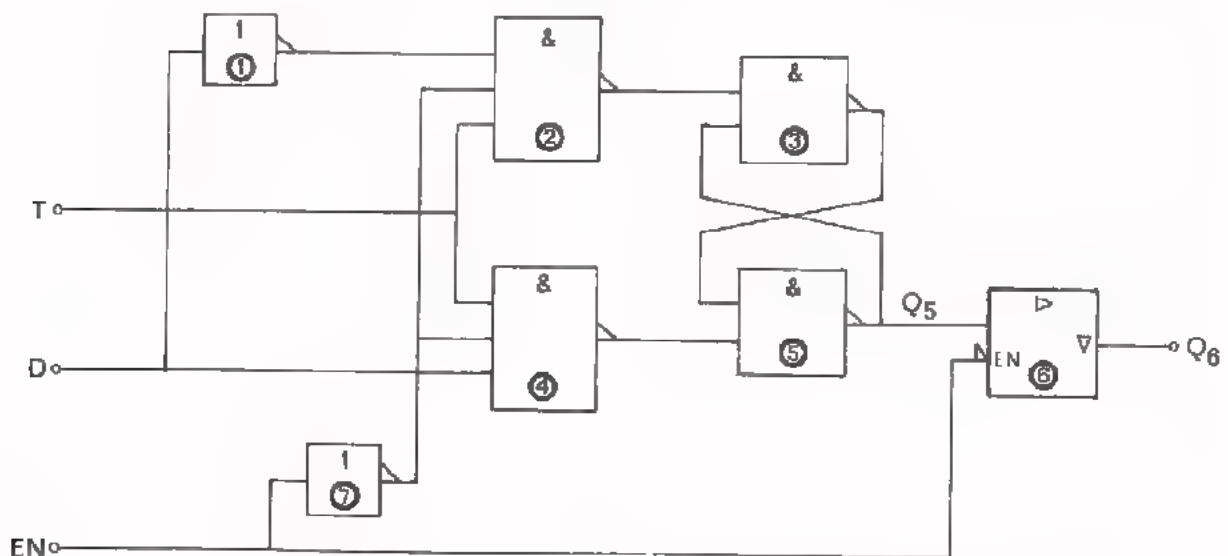 1
①
&
②
&
③
T
&
④
&
⑤
Q₅
▷
EN
▽
⑥
Q₆
D
1
⑦
EN